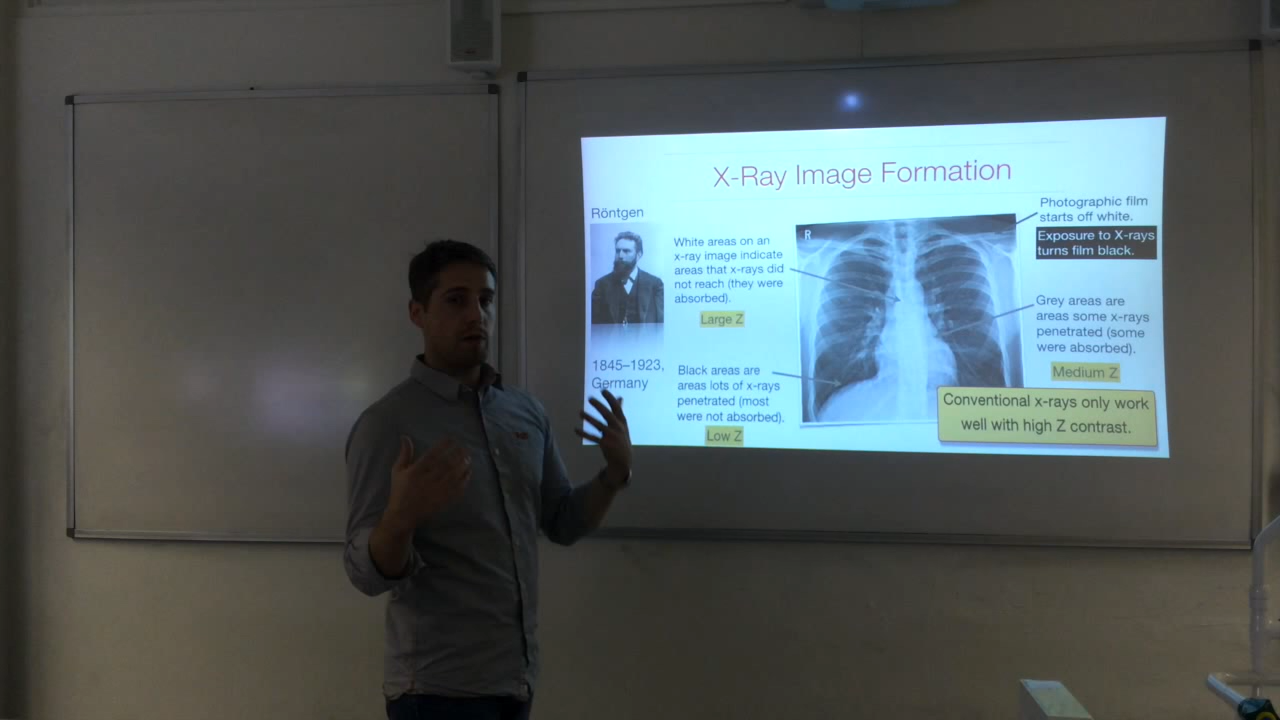 X-Ray Image Formation
Röntgen
1845–1923,
Germany
White areas on an
x-ray image indicate
areas that x-rays did
not reach (they were
absorbed).
Large Z
Black areas are
areas lots of x-rays
penetrated (most
were not absorbed).
Low Z
R
Photographic film
starts off white.
Exposure to X-rays
turns film black.
Grey areas are
areas some x-rays
penetrated (some
were absorbed).
Medium Z
Conventional x-rays only work
well with high Z contrast.